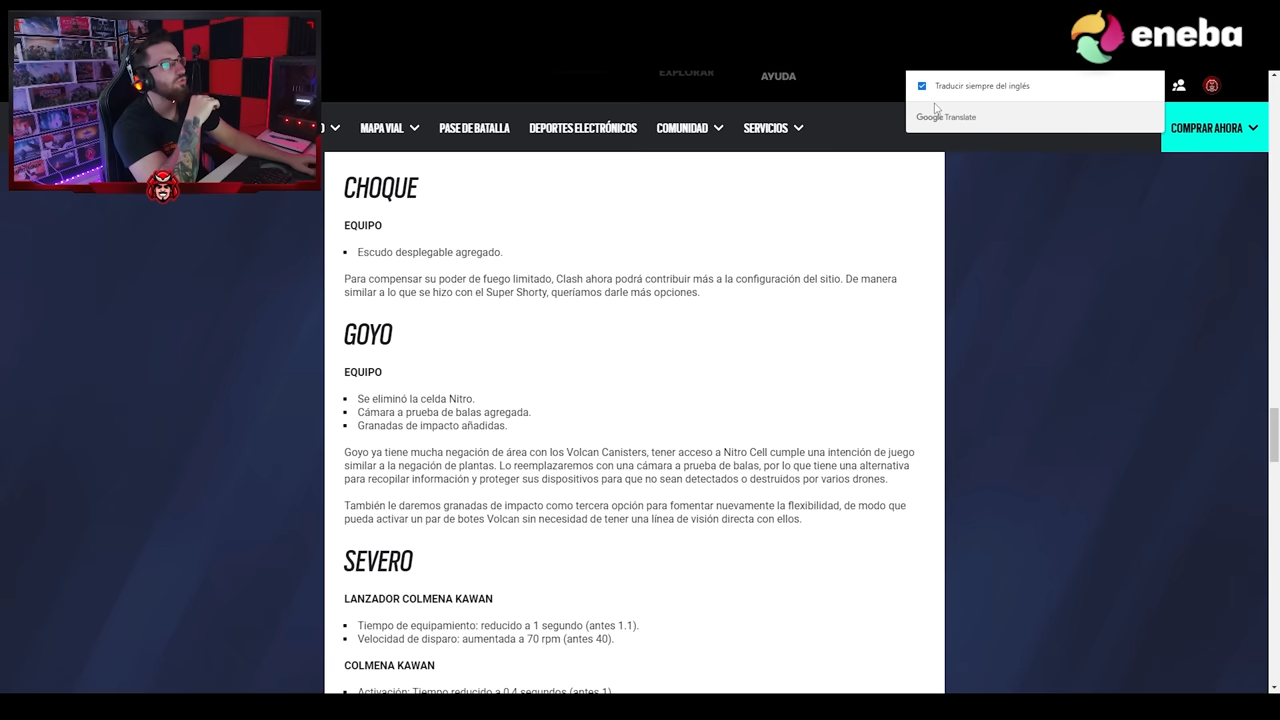 eneba
EXPLORAR
AYUDA
Traducir siempre del inglés
Google Translate
MAPA VIAL
PASE DE BATALLA
DEPORTES ELECTRÓNICOS
COMUNIDAD
SERVICIOS
COMPRAR AHORA
CHOQUE
EQUIPO
▪ Escudo desplegable agregado.
Para compensar su poder de fuego limitado, Clash ahora podrá contribuir más a la configuración del sitio. De manera
similar a lo que se hizo con el Super Shorty, queríamos darle más opciones.
GOYO
EQUIPO
▪ Se eliminó la celda Nitro.
▪ Cámara a prueba de balas agregada.
▪ Granadas de impacto añadidas.
Goyo ya tiene mucha negación de área con los Volcan Canisters, tener acceso a Nitro Cell cumple una intención de juego
similar a la negación de plantas. Lo reemplazaremos con una cámara a prueba de balas, por lo que tiene una alternativa
para recopilar información y proteger sus dispositivos para que no sean detectados o destruidos por varios drones.
También le daremos granadas de impacto como tercera opción para fomentar nuevamente la flexibilidad, de modo que
pueda activar un par de botes Volcan sin necesidad de tener una línea de visión directa con ellos.
SEVERO
LANZADOR COLMENA KAWAN
▪ Tiempo de equipamiento: reducido a 1 segundo (antes 1.1).
▪ Velocidad de disparo: aumentada a 70 rpm (antes 40).
COLMENA KAWAN
▪ Activación: Tiempo reducido a 0,4 segundos (antes 1)